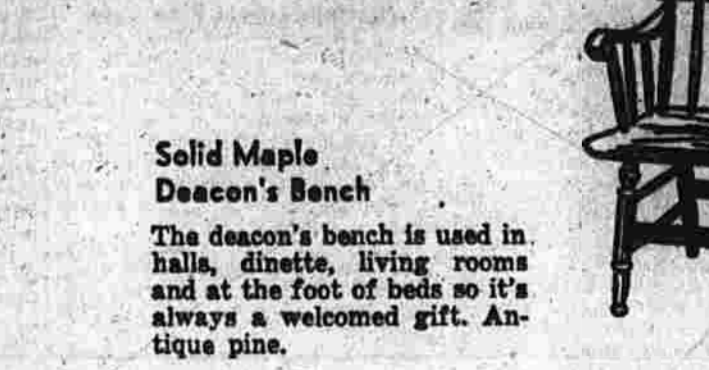 Solid Maple
Deacon's Bench
The deacon's bench is used in
halls, dinette, living rooms
and at the foot of beds so it's
always a welcomed gift. An-
tique pine.